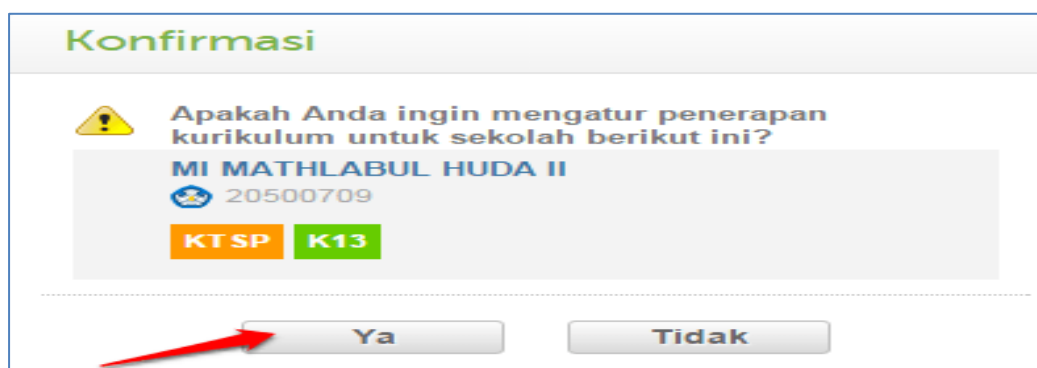 Konfirmasi
Apakah Anda ingin mengatur penerapan
kurikulum untuk sekolah berikut ini?
MI MATHLABUL HUDA II
20500709
KTSP K13
Ya Tidak